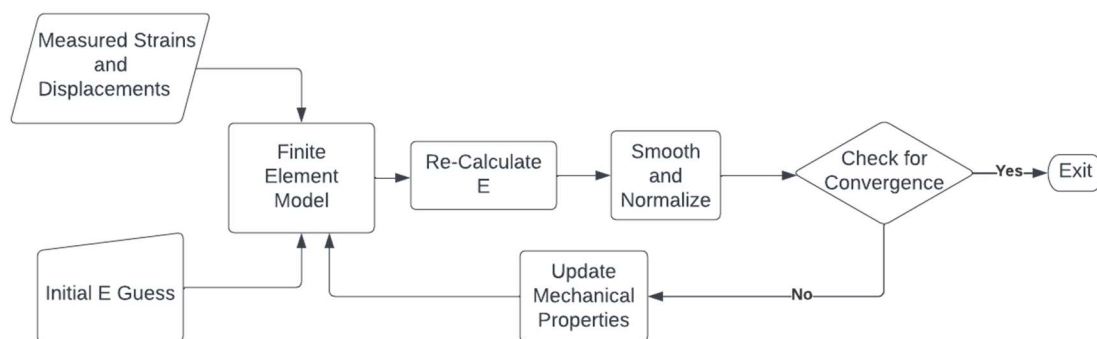 Measured Strains
and
Displacements
Finite
Element
Model
Re-Calculate
E
Smooth
and
Normalize
Check for
Convergence
Yes
Exit
Initial E Guess
Update
Mechanical
Properties
No